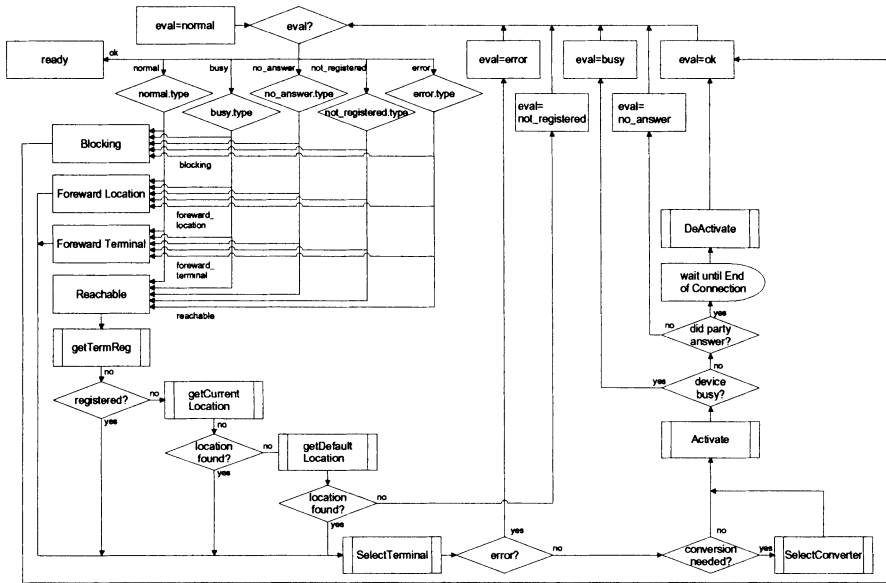 eval=normal
eval?
ready
ok
normal
busy
no_answer
not_registered
error
normal.type
busy.type
no_answer.type
not_registered.type
error.type
eval=error
eval=busy
eval=ok
eval=
not_registered
eval=
no_answer
Blocking
blocking
Foreward Location
foreward_
location
Foreward Terminal
foreward_
terminal
Reachable
reachable
getTermReg
no
registered?
no
yes
getCurrent
Location
no
location
found?
no
yes
getDefault
Location
location
found?
no
yes
SelectTerminal
error?
yes
no
conversion
needed?
no
yes
SelectConverter
Activate
device
busy?
yes
no
did party
answer?
no
yes
wait until End
of Connection
DeActivate